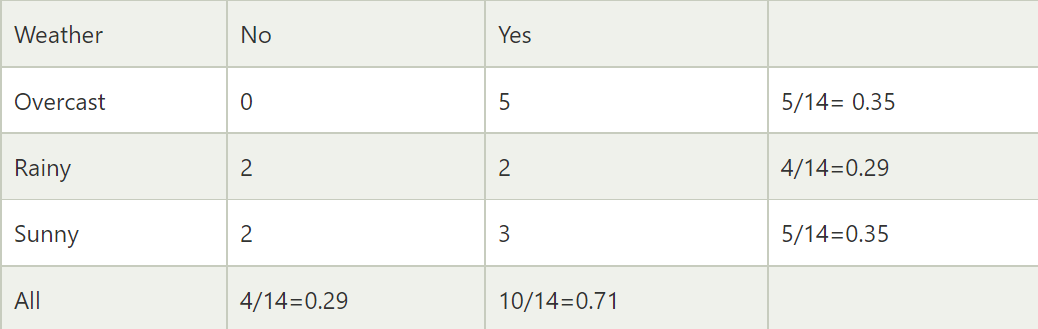 Weather No Yes
Overcast 0 5 5/14= 0.35
Rainy 2 2 4/14=0.29
Sunny 2 3 5/14=0.35
All 4/14=0.29 10/14=0.71